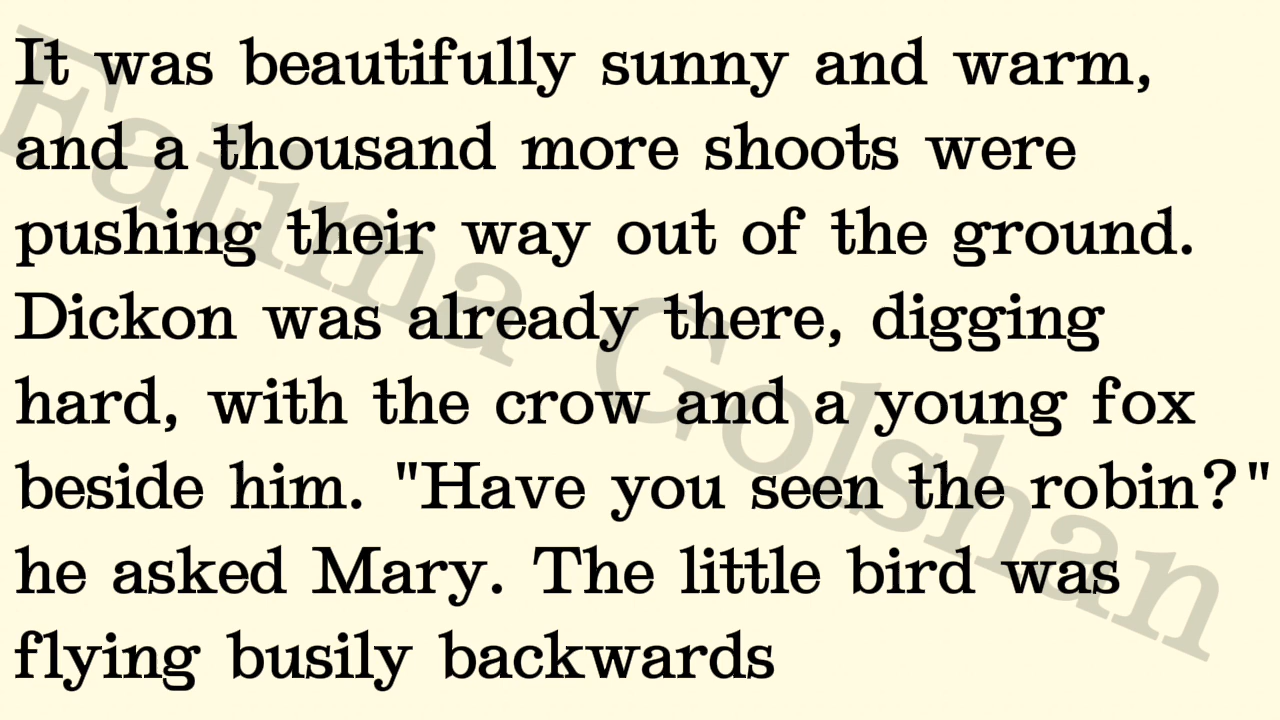 It was beautifully sunny and warm,
and a thousand more shoots were
pushing their way out of the ground.
Dickon was already there, digging
hard, with the crow and a young fox
beside him. "Have you seen the robin?"
he asked Mary. The little bird was
flying busily backwards
Fatima Golshan